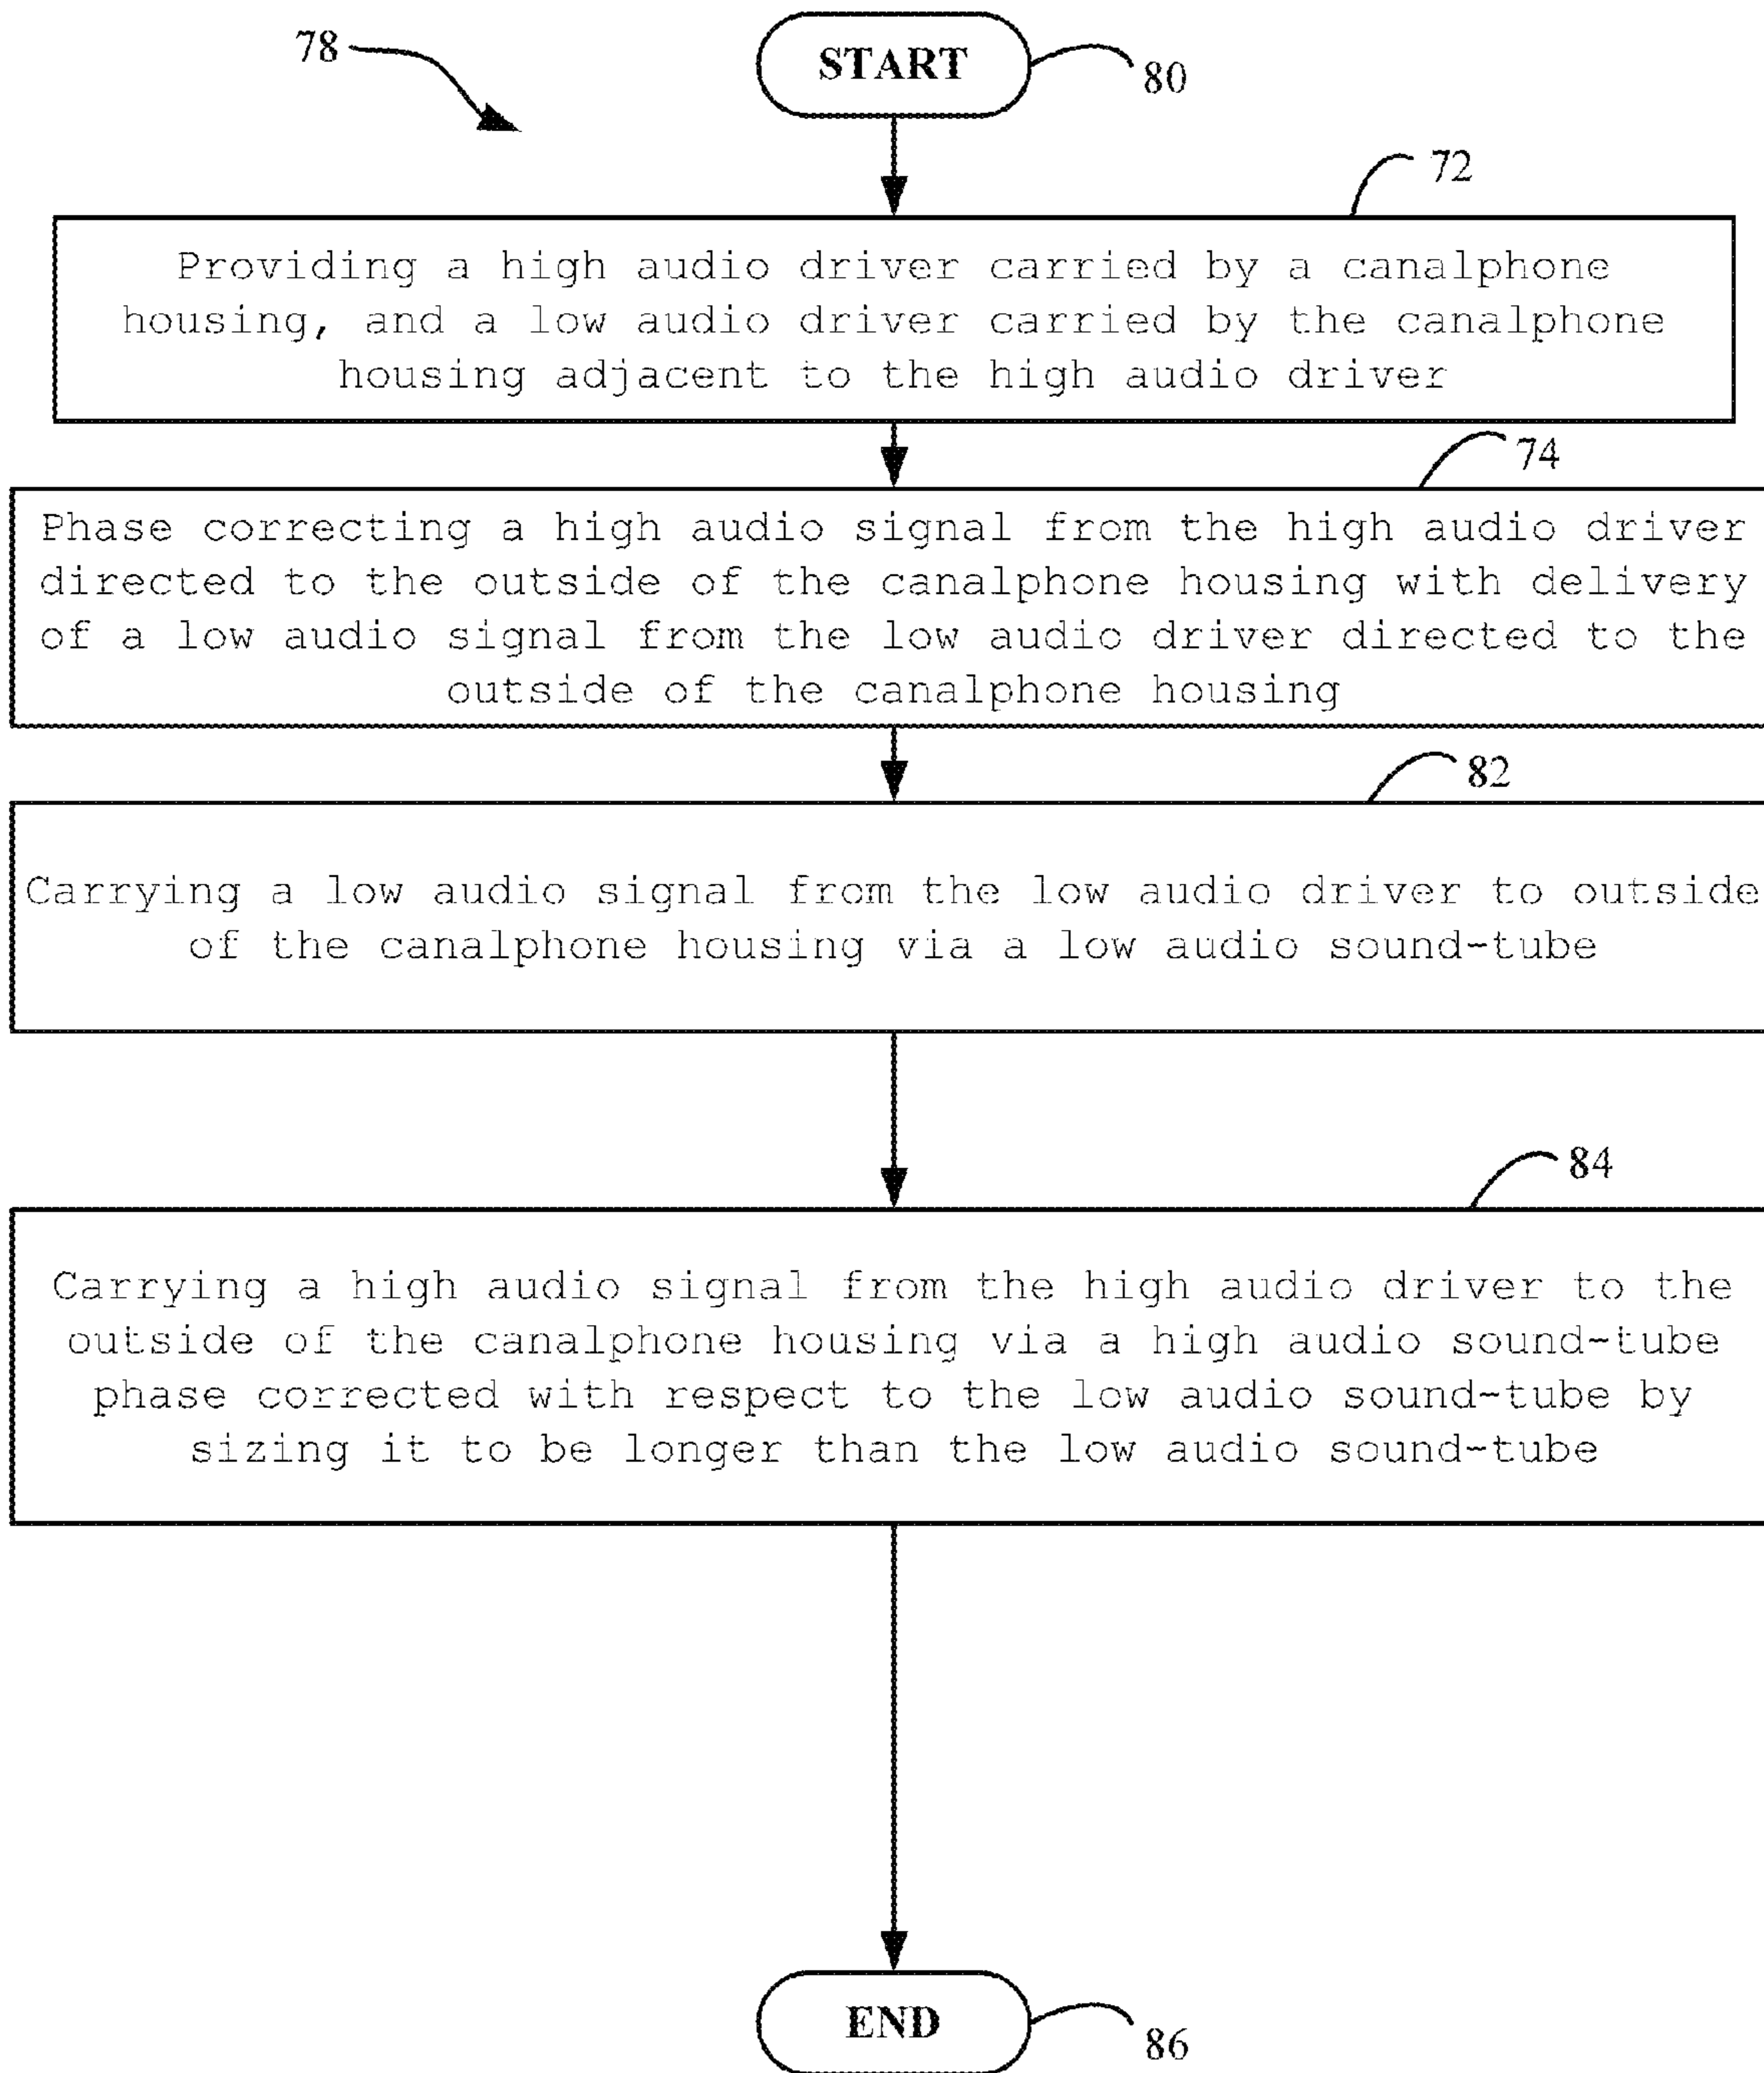 78
START
80
72
Providing a high audio driver carried by a canalphone
housing, and a low audio driver carried by the canalphone
housing adjacent to the high audio driver
74
Phase correcting a high audio signal from the high audio driver
directed to the outside of the canalphone housing with delivery
of a low audio signal from the low audio driver directed to the
outside of the canalphone housing
82
Carrying a low audio signal from the low audio driver to outside
of the canalphone housing via a low audio sound-tube
84
Carrying a high audio signal from the high audio driver to the
outside of the canalphone housing via a high audio sound-tube
phase corrected with respect to the low audio sound-tube by
sizing it to be longer than the low audio sound-tube
END
86